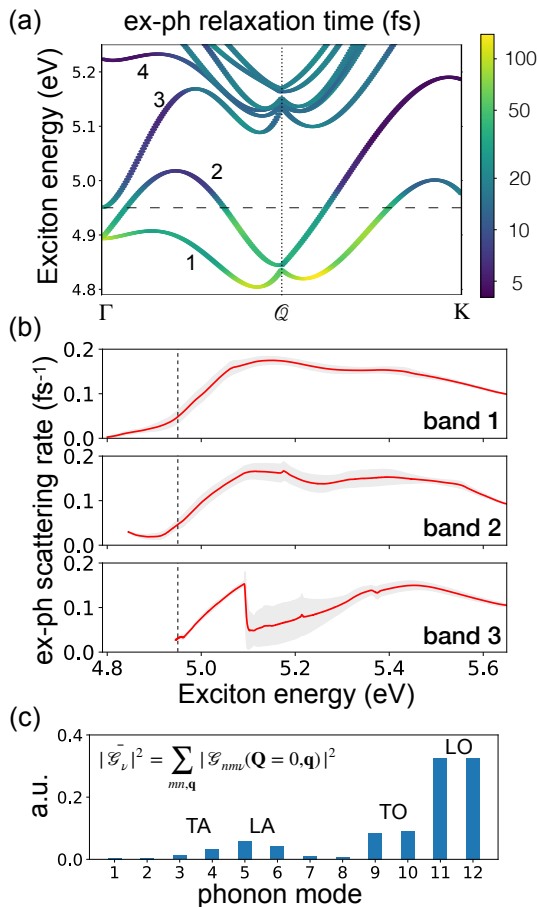 (a) ex-ph relaxation time (fs)
Exciton energy (eV)
5.2
5.1
5.0
4.9
4.8
4
3
2
1
Γ 𝒬 K
100
50
20
10
5
(b)
ex-ph scattering rate (fs⁻¹)
0.2
0.1
0.0
band 1
0.2
0.1
0.0
band 2
0.2
0.1
0.0
band 3
4.8 5.0 5.2 5.4 5.6
Exciton energy (eV)
(c)
a.u.
0.4
0.2
0.0
|𝒢̄_ν|² = ∑_{mn,q} |𝒢_{nmν}(Q = 0,q)|²
TA LA TO LO
1 2 3 4 5 6 7 8 9 10 11 12
phonon mode